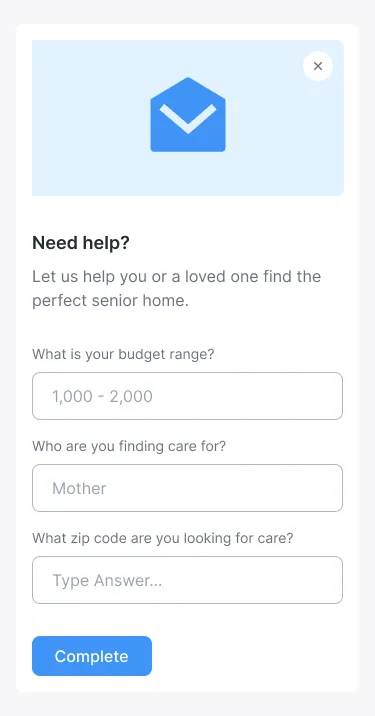 Need help?
Let us help you or a loved one find the
perfect senior home.
What is your budget range?
1,000 - 2,000
Who are you finding care for?
Mother
What zip code are you looking for care?
Type Answer...
Complete